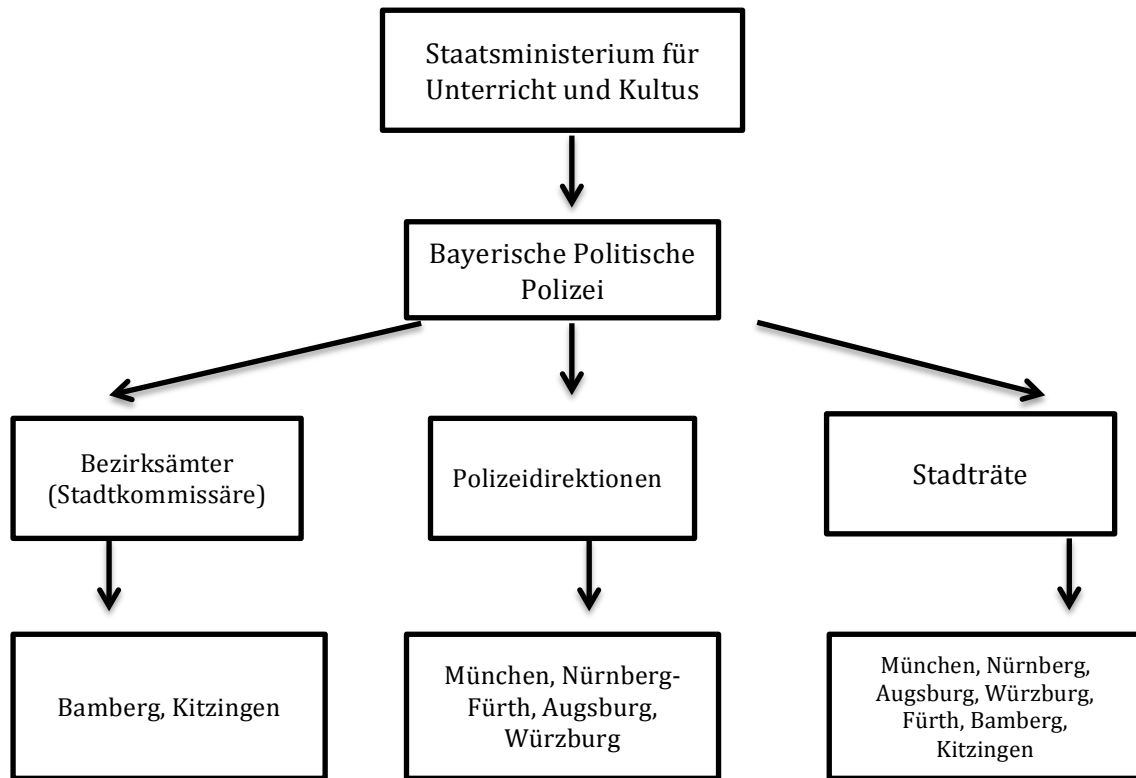 Staatsministerium für
Unterricht und Kultus
Bayerische Politische
Polizei
Bezirksämter
(Stadtkommissäre)
Polizeidirektionen
Stadträte
Bamberg, Kitzingen
München, Nürnberg-
Fürth, Augsburg,
Würzburg
München, Nürnberg,
Augsburg, Würzburg,
Fürth, Bamberg,
Kitzingen